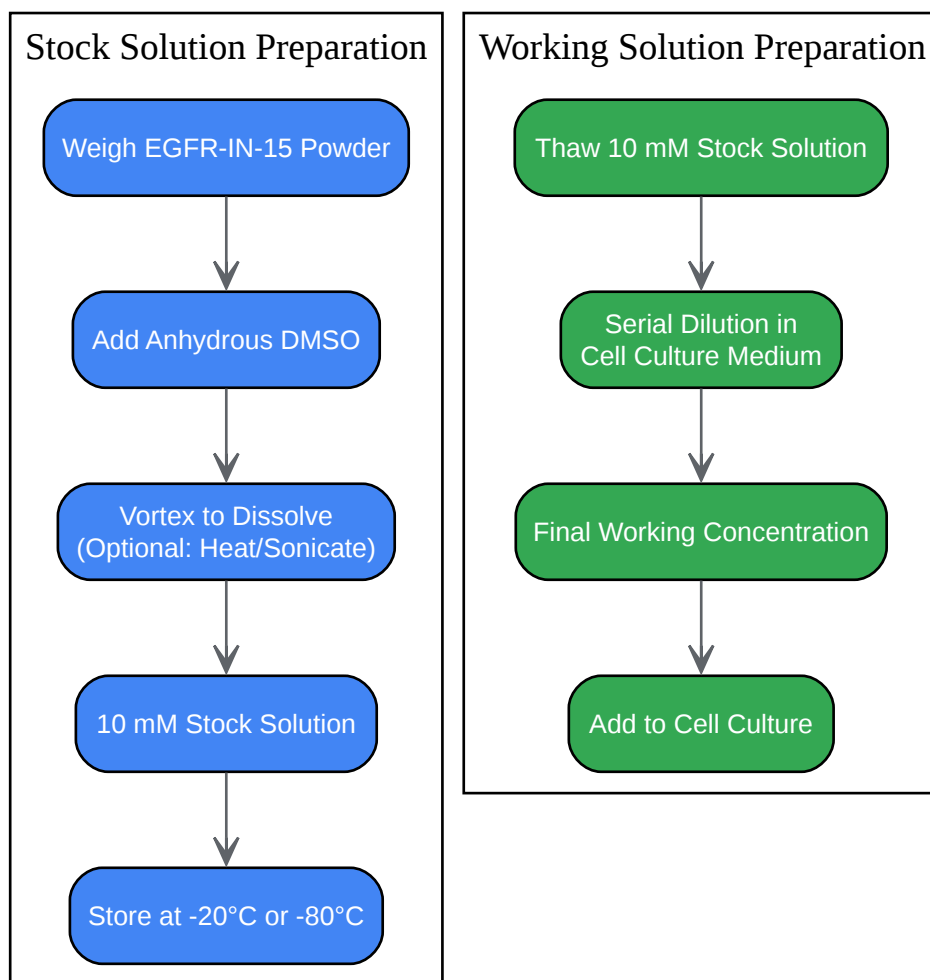 Stock Solution Preparation
Weigh EGFR-IN-15 Powder
Add Anhydrous DMSO
Vortex to Dissolve
(Optional: Heat/Sonicate)
10 mM Stock Solution
Store at -20°C or -80°C
Working Solution Preparation
Thaw 10 mM Stock Solution
Serial Dilution in
Cell Culture Medium
Final Working Concentration
Add to Cell Culture